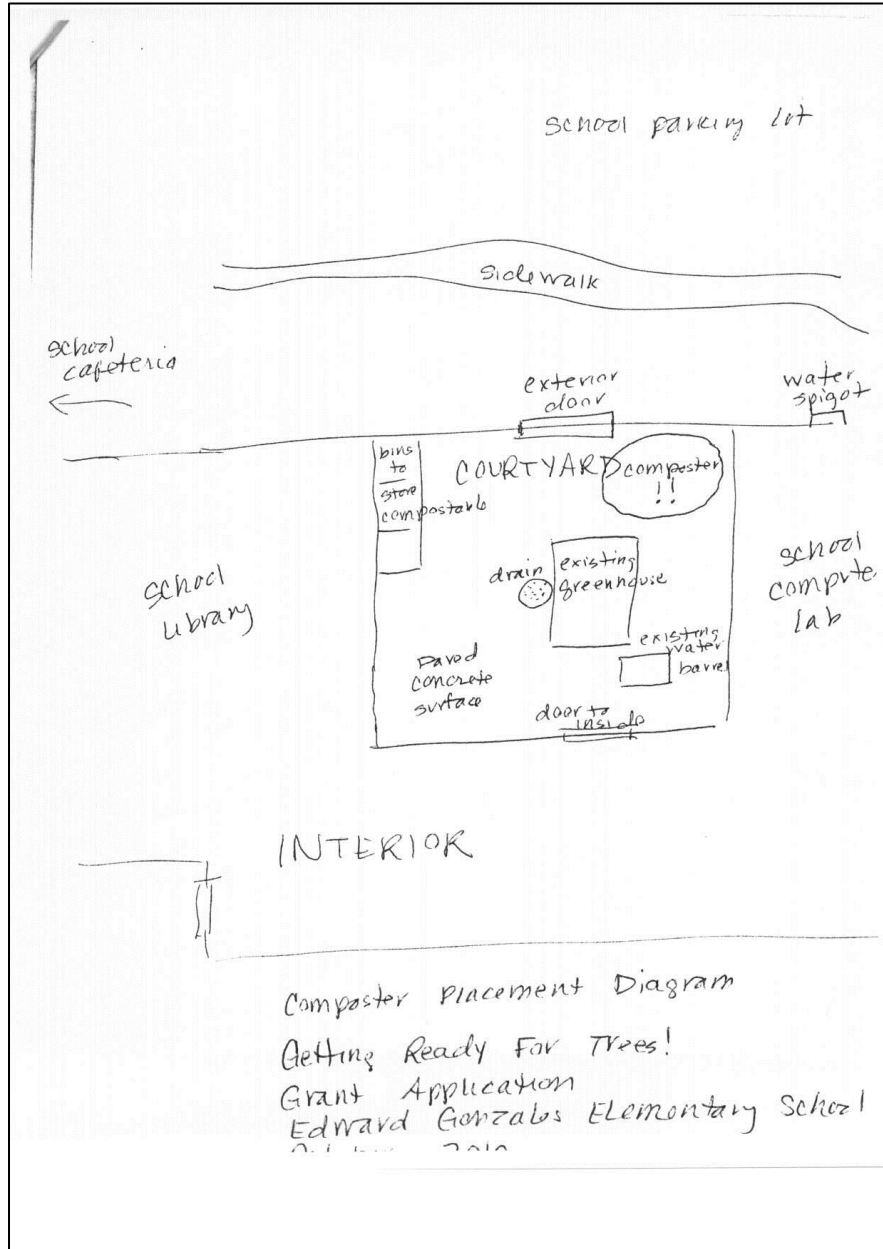 school parking lot
sidewalk
school
cafeteria
exterior
door
water
spigot
bins
to
store
compostable
COURTYARD
composter
!!
school
library
drain
existing
greenhouse
school
compute
lab
existing
water
barrel
paved
concrete
surface
door to
inside
INTERIOR
Composter Placement Diagram
Getting Ready For Trees!
Grant Application
Edward Gonzales Elementary School